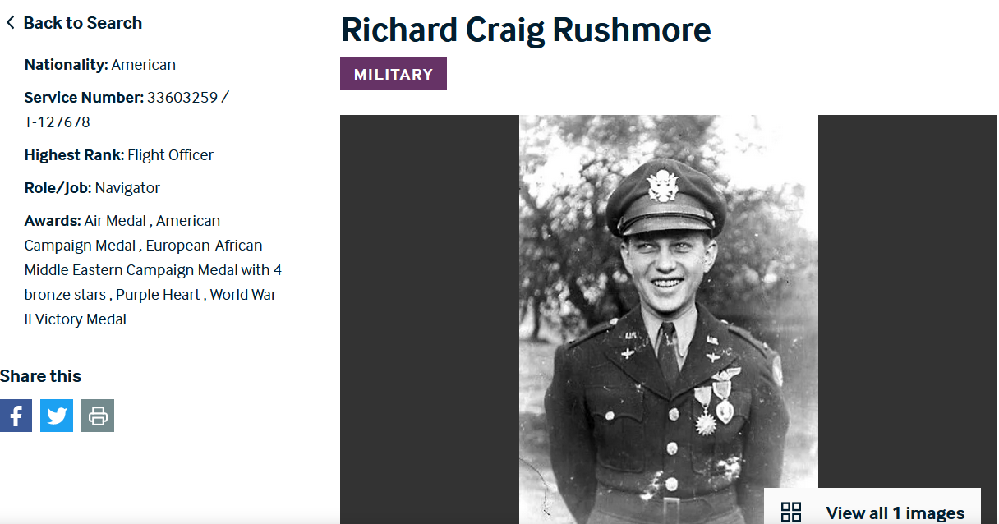 Back to Search
Nationality: American
Service Number: 33603259 /
T-127678
Highest Rank: Flight Officer
Role/Job: Navigator
Awards: Air Medal , American
Campaign Medal , European-African-
Middle Eastern Campaign Medal with 4
bronze stars , Purple Heart , World War
II Victory Medal
Share this
Richard Craig Rushmore
MILITARY
View all 1 images